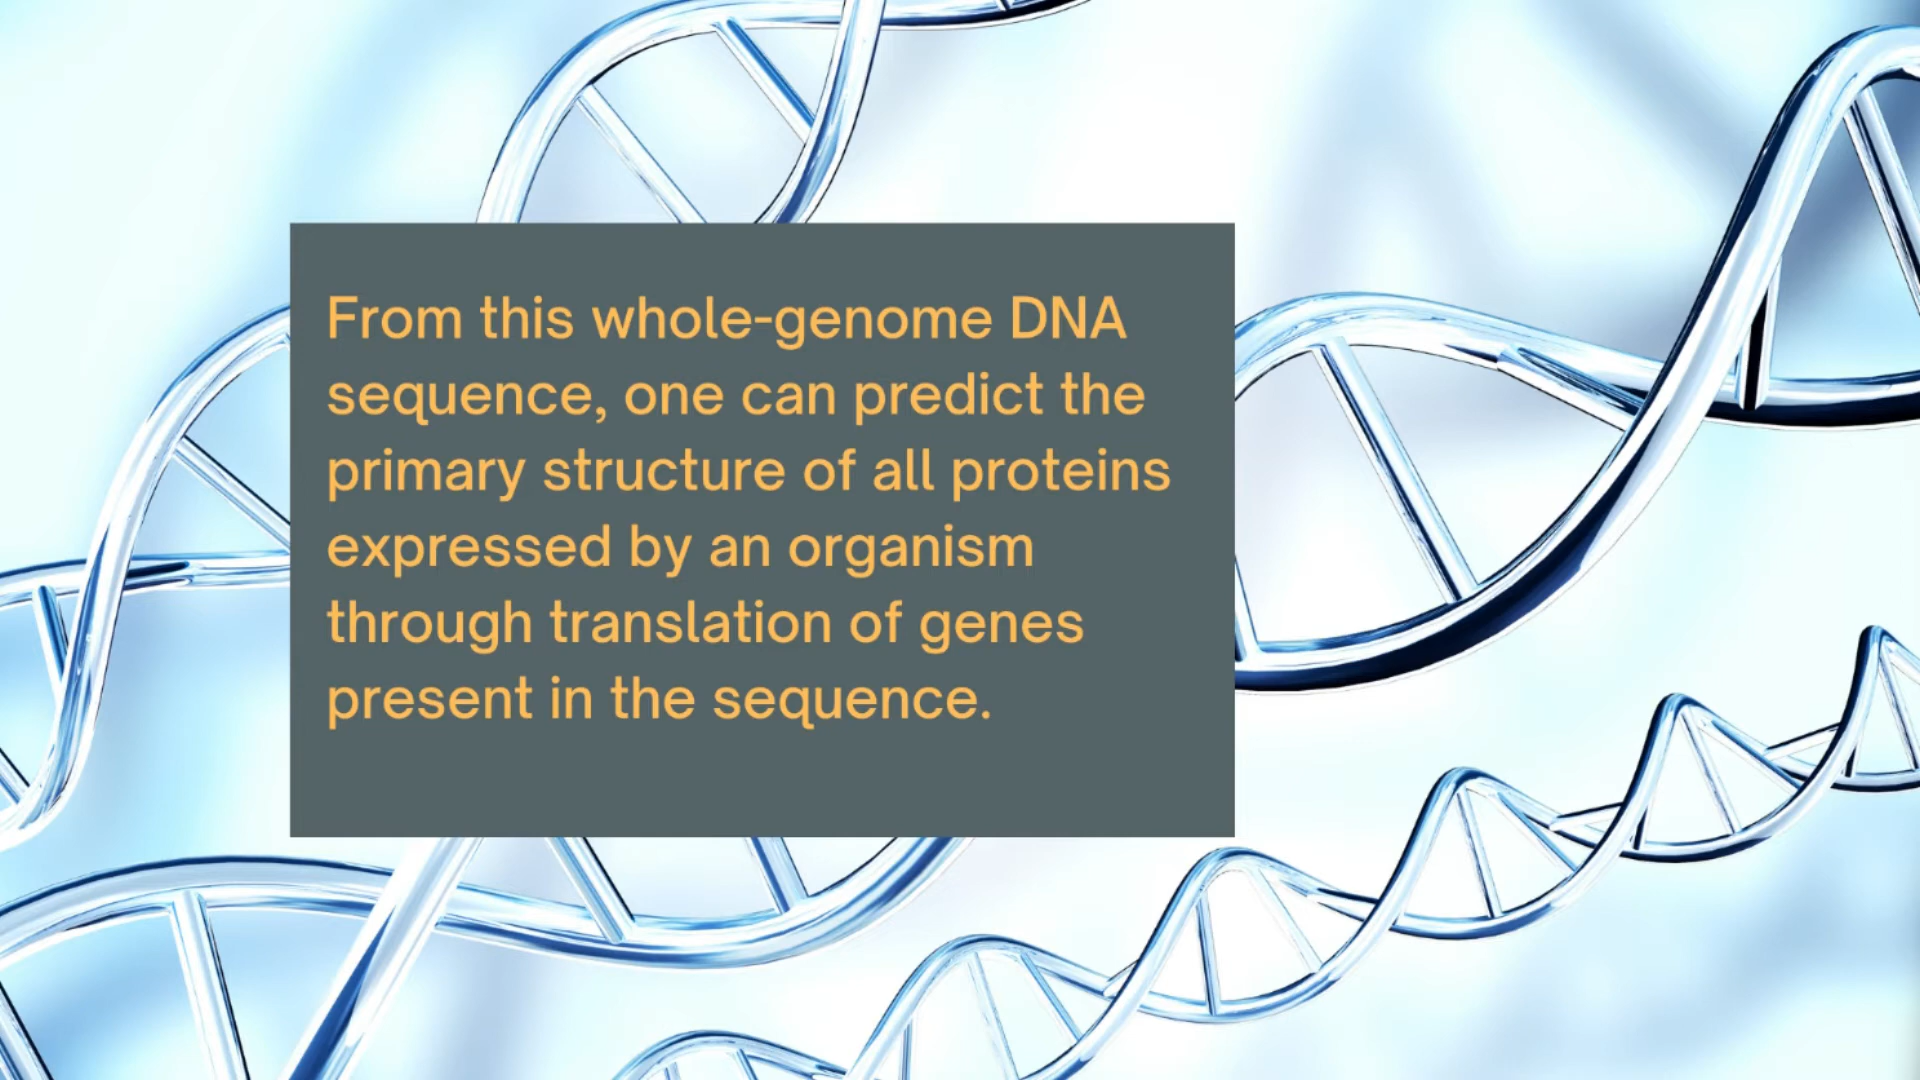 From this whole-genome DNA
sequence, one can predict the
primary structure of all proteins
expressed by an organism
through translation of genes
present in the sequence.